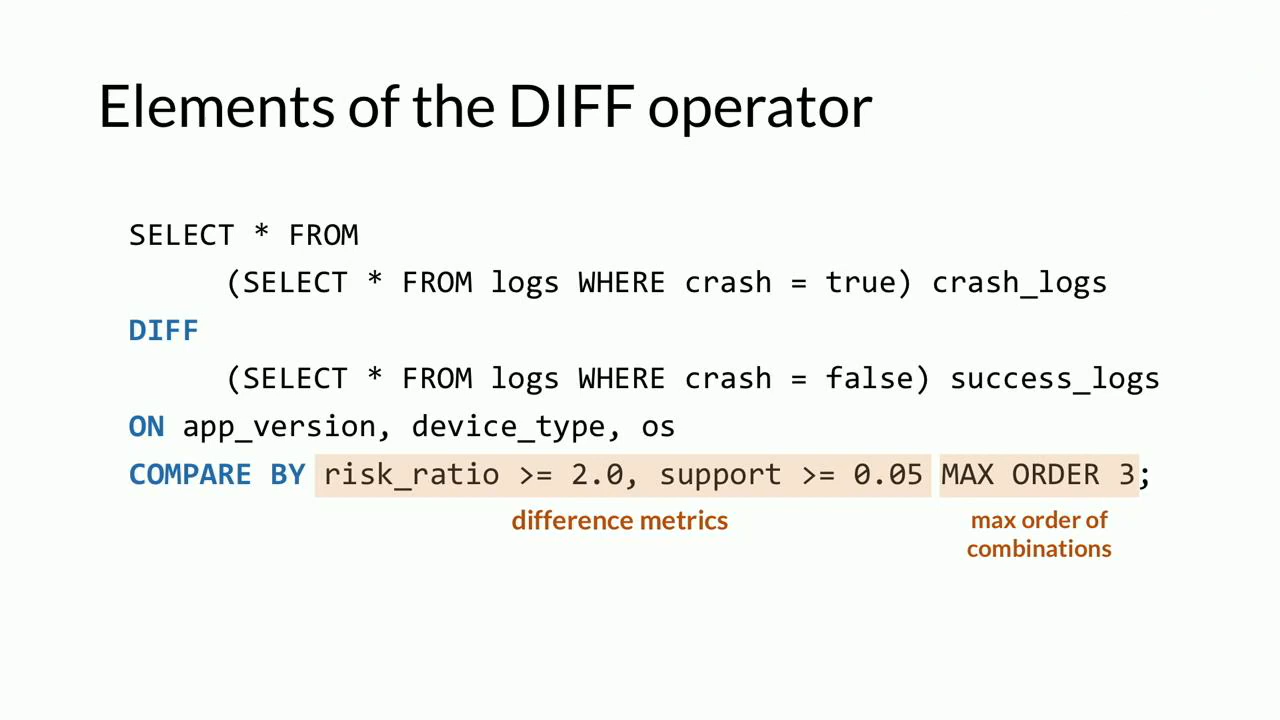 Elements of the DIFF operator
SELECT * FROM
(SELECT * FROM logs WHERE crash = true) crash_logs
DIFF
(SELECT * FROM logs WHERE crash = false) success_logs
ON app_version, device_type, os
COMPARE BY risk_ratio >= 2.0, support >= 0.05 MAX ORDER 3;
difference metrics
max order of
combinations